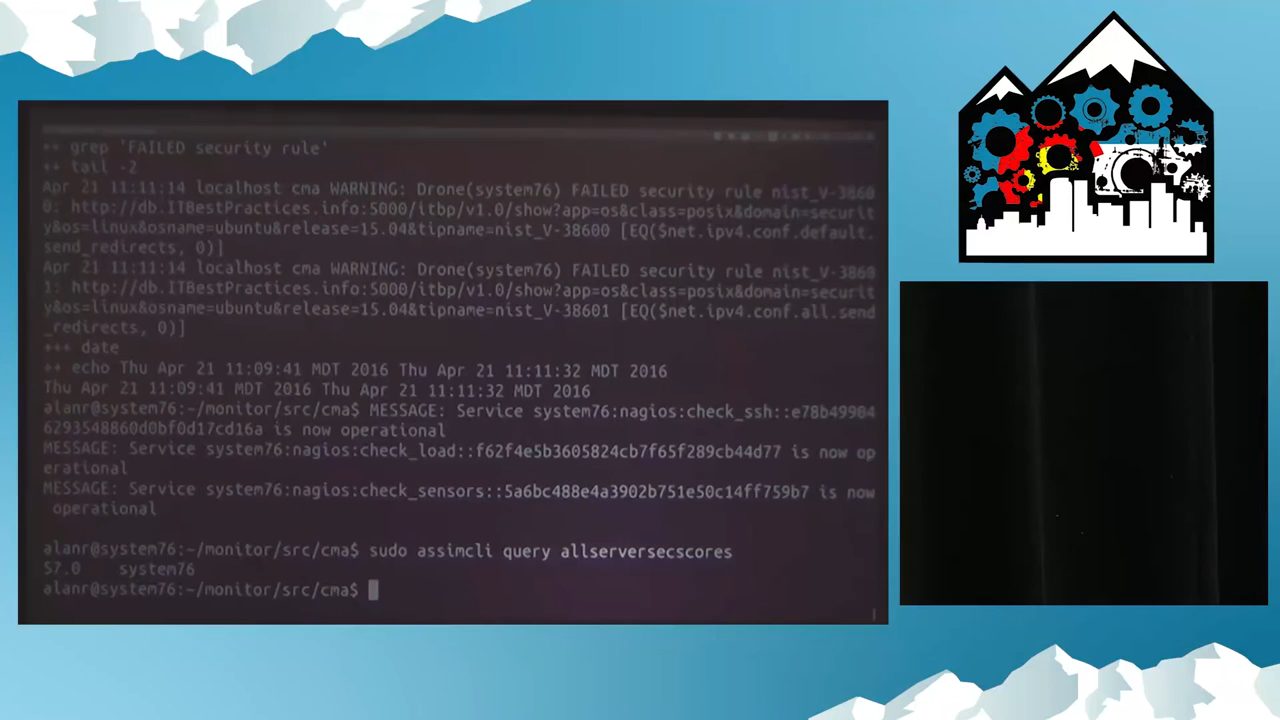 ++ grep 'FAILED security rule'
++ tail -2
Apr 21 11:11:14 localhost cma WARNING: Drone(system76) FAILED security rule nist_V-3860
0: http://db.ITBestPractices.info:5000/itbp/v1.0/show?app=os&class=posix&domain=securit
y&os=linux&osname=ubuntu&release=15.04&tipname=nist_V-38600 [EQ($net.ipv4.conf.default.
send_redirects, 0)]
Apr 21 11:11:14 localhost cma WARNING: Drone(system76) FAILED security rule nist_V-3860
1: http://db.ITBestPractices.info:5000/itbp/v1.0/show?app=os&class=posix&domain=securit
y&os=linux&osname=ubuntu&release=15.04&tipname=nist_V-38601 [EQ($net.ipv4.conf.all.send
_redirects, 0)]
+++ date
++ echo Thu Apr 21 11:09:41 MDT 2016 Thu Apr 21 11:11:32 MDT 2016
Thu Apr 21 11:09:41 MDT 2016 Thu Apr 21 11:11:32 MDT 2016
alanr@system76:~/monitor/src/cma$ MESSAGE: Service system76:nagios:check_ssh::e78b49904
6293548860d0bf0d17cd16a is now operational
MESSAGE: Service system76:nagios:check_load::f62f4e5b3605824cb7f65f289cb44d77 is now op
erational
MESSAGE: Service system76:nagios:check_sensors::5a6bc488e4a3902b751e50c14ff759b7 is now
operational
alanr@system76:~/monitor/src/cma$ sudo assimcli query allserversecscores
57.0 system76
alanr@system76:~/monitor/src/cma$